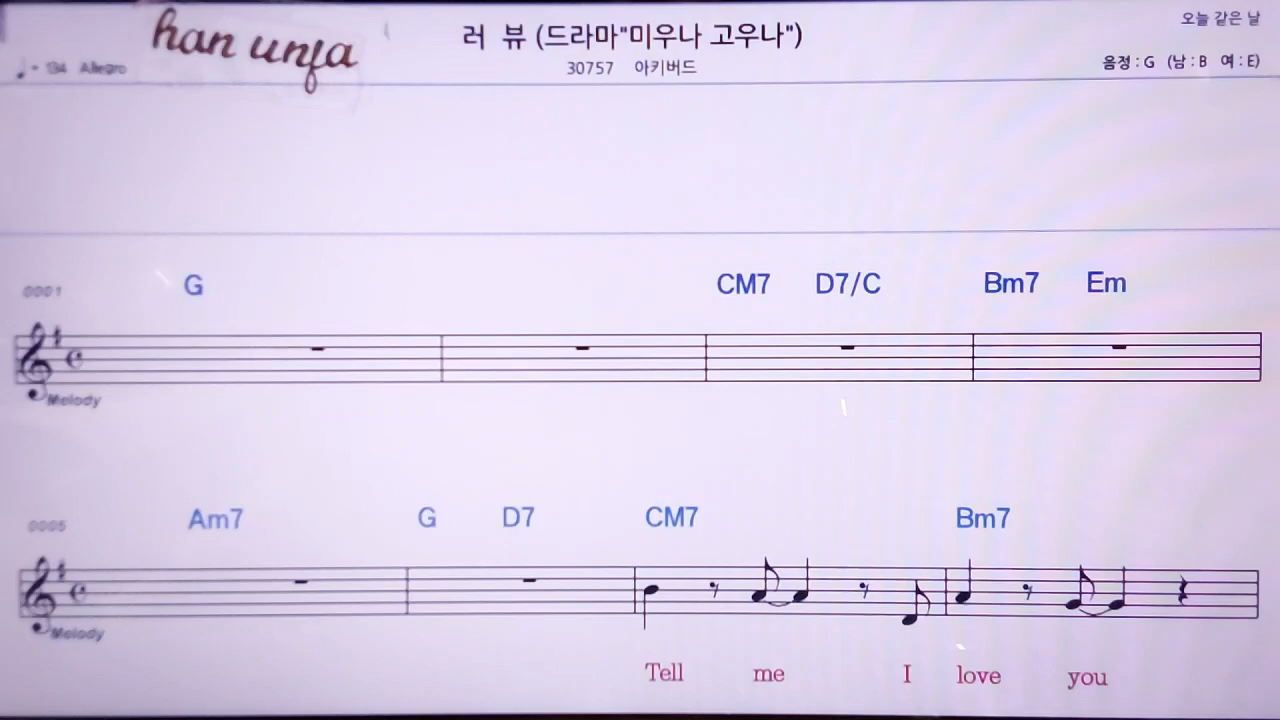 han unja
러 뷰 (드라마"미우나 고우나")
오늘 같은 날
♩ = 134 Allegro
30757 아키버드
음정 : G (남 : B 여 : E)
0001 G CM7 D7/C Bm7 Em
Melody
0005 Am7 G D7 CM7 Bm7
Melody
Tell me I love you